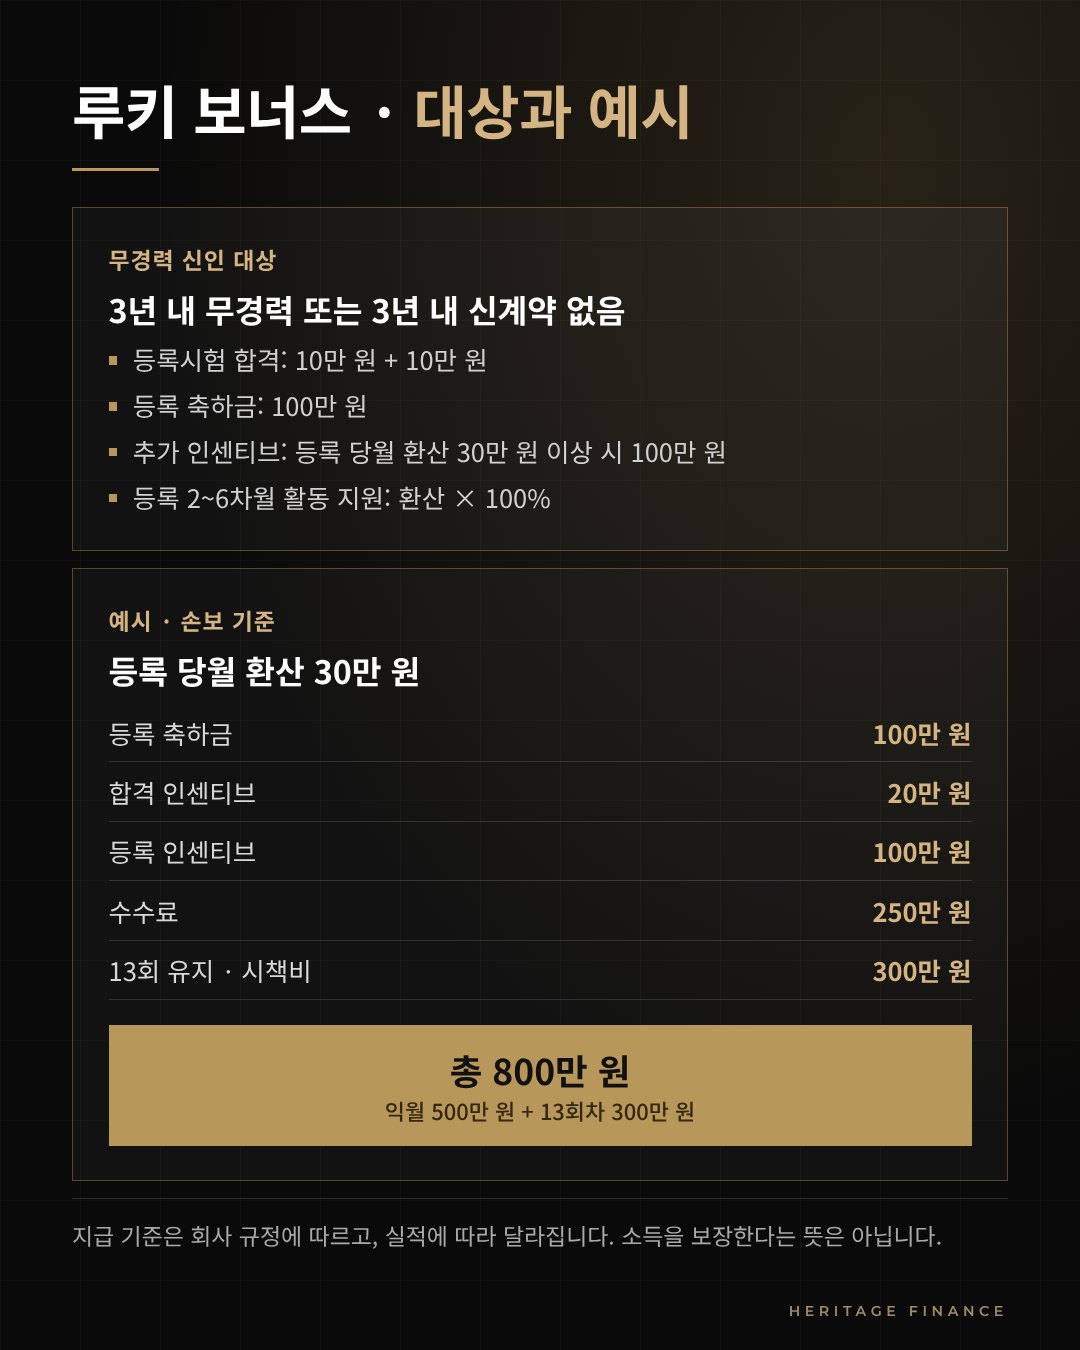 루키 보너스 · 대상과 예시
무경력 신인 대상
3년 내 무경력 또는 3년 내 신계약 없음
등록시험 합격: 10만 원 + 10만 원
등록 축하금: 100만 원
추가 인센티브: 등록 당월 환산 30만 원 이상 시 100만 원
등록 2~6차월 활동 지원: 환산 × 100%
예시 · 손보 기준
등록 당월 환산 30만 원
등록 축하금 100만 원
합격 인센티브 20만 원
등록 인센티브 100만 원
수수료 250만 원
13회 유지 · 시책비 300만 원
총 800만 원
익월 500만 원 + 13회차 300만 원
지급 기준은 회사 규정에 따르고, 실적에 따라 달라집니다. 소득을 보장한다는 뜻은 아닙니다.
HERITAGE FINANCE